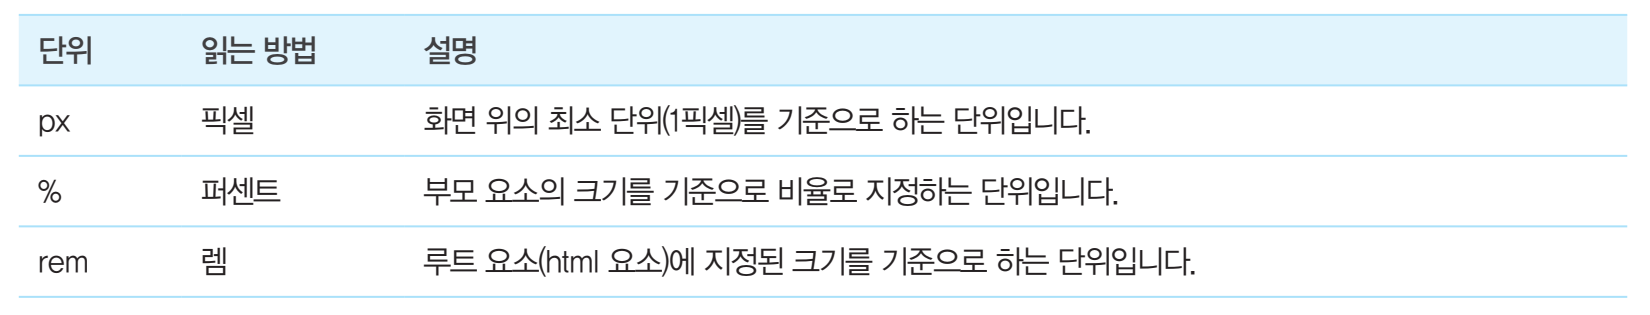 단위 읽는 방법 설명
px 픽셀 화면 위의 최소 단위(1픽셀)를 기준으로 하는 단위입니다.
% 퍼센트 부모 요소의 크기를 기준으로 비율로 지정하는 단위입니다.
rem 렘 루트 요소(html 요소)에 지정된 크기를 기준으로 하는 단위입니다.